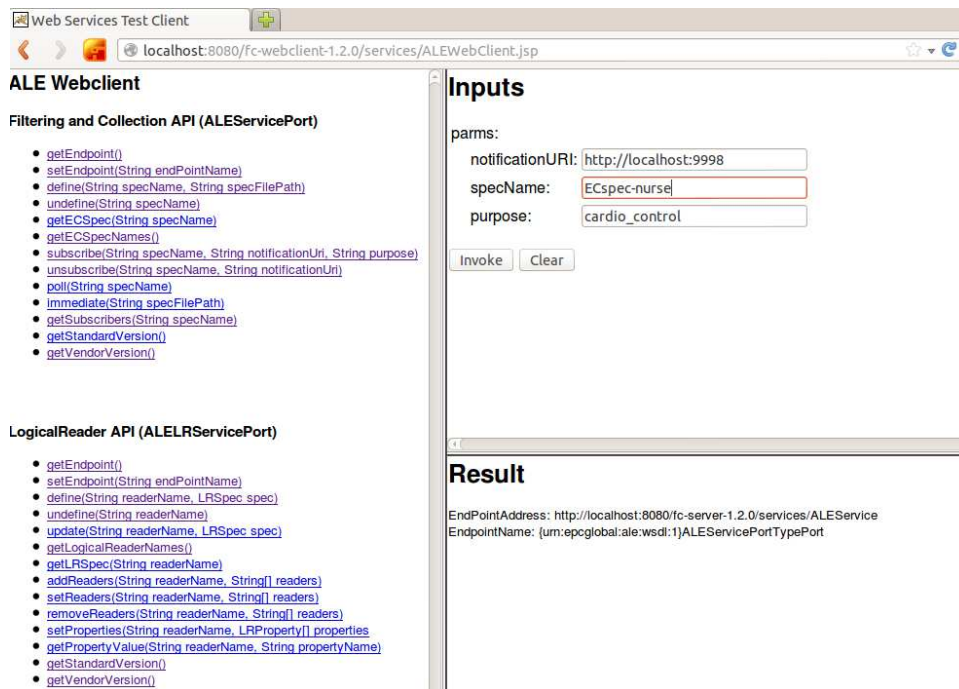 Web Services Test Client
localhost:8080/fc-webclient-1.2.0/services/ALEWebClient.jsp
ALE Webclient
Filtering and Collection API (ALEServicePort)
getEndpoint()
setEndpoint(String endPointName)
define(String specName, String specFilePath)
undefine(String specName)
getECSpec(String specName)
getECSpecNames()
subscribe(String specName, String notificationUri, String purpose)
unsubscribe(String specName, String notificationUri)
poll(String specName)
immediate(String specFilePath)
getSubscribers(String specName)
getStandardVersion()
getVendorVersion()
LogicalReader API (ALELRServicePort)
getEndpoint()
setEndpoint(String endPointName)
define(String readerName, LRSpec spec)
undefine(String readerName)
update(String readerName, LRSpec spec)
getLogicalReaderNames()
getLRSpec(String readerName)
addReaders(String readerName, String[] readers)
setReaders(String readerName, String[] readers)
removeReaders(String readerName, String[] readers)
setProperties(String readerName, LRProperty[] properties
getPropertyValue(String readerName, String propertyName)
getStandardVersion()
getVendorVersion()
Inputs
parms:
notificationURI: http://localhost:9998
specName: ECspec-nurse
purpose: cardio_control
Invoke Clear
Result
EndPointAddress: http://localhost:8080/fc-server-1.2.0/services/ALEService
EndpointName: {urn:epcglobal:ale:wsdl:1}ALEServicePortTypePort